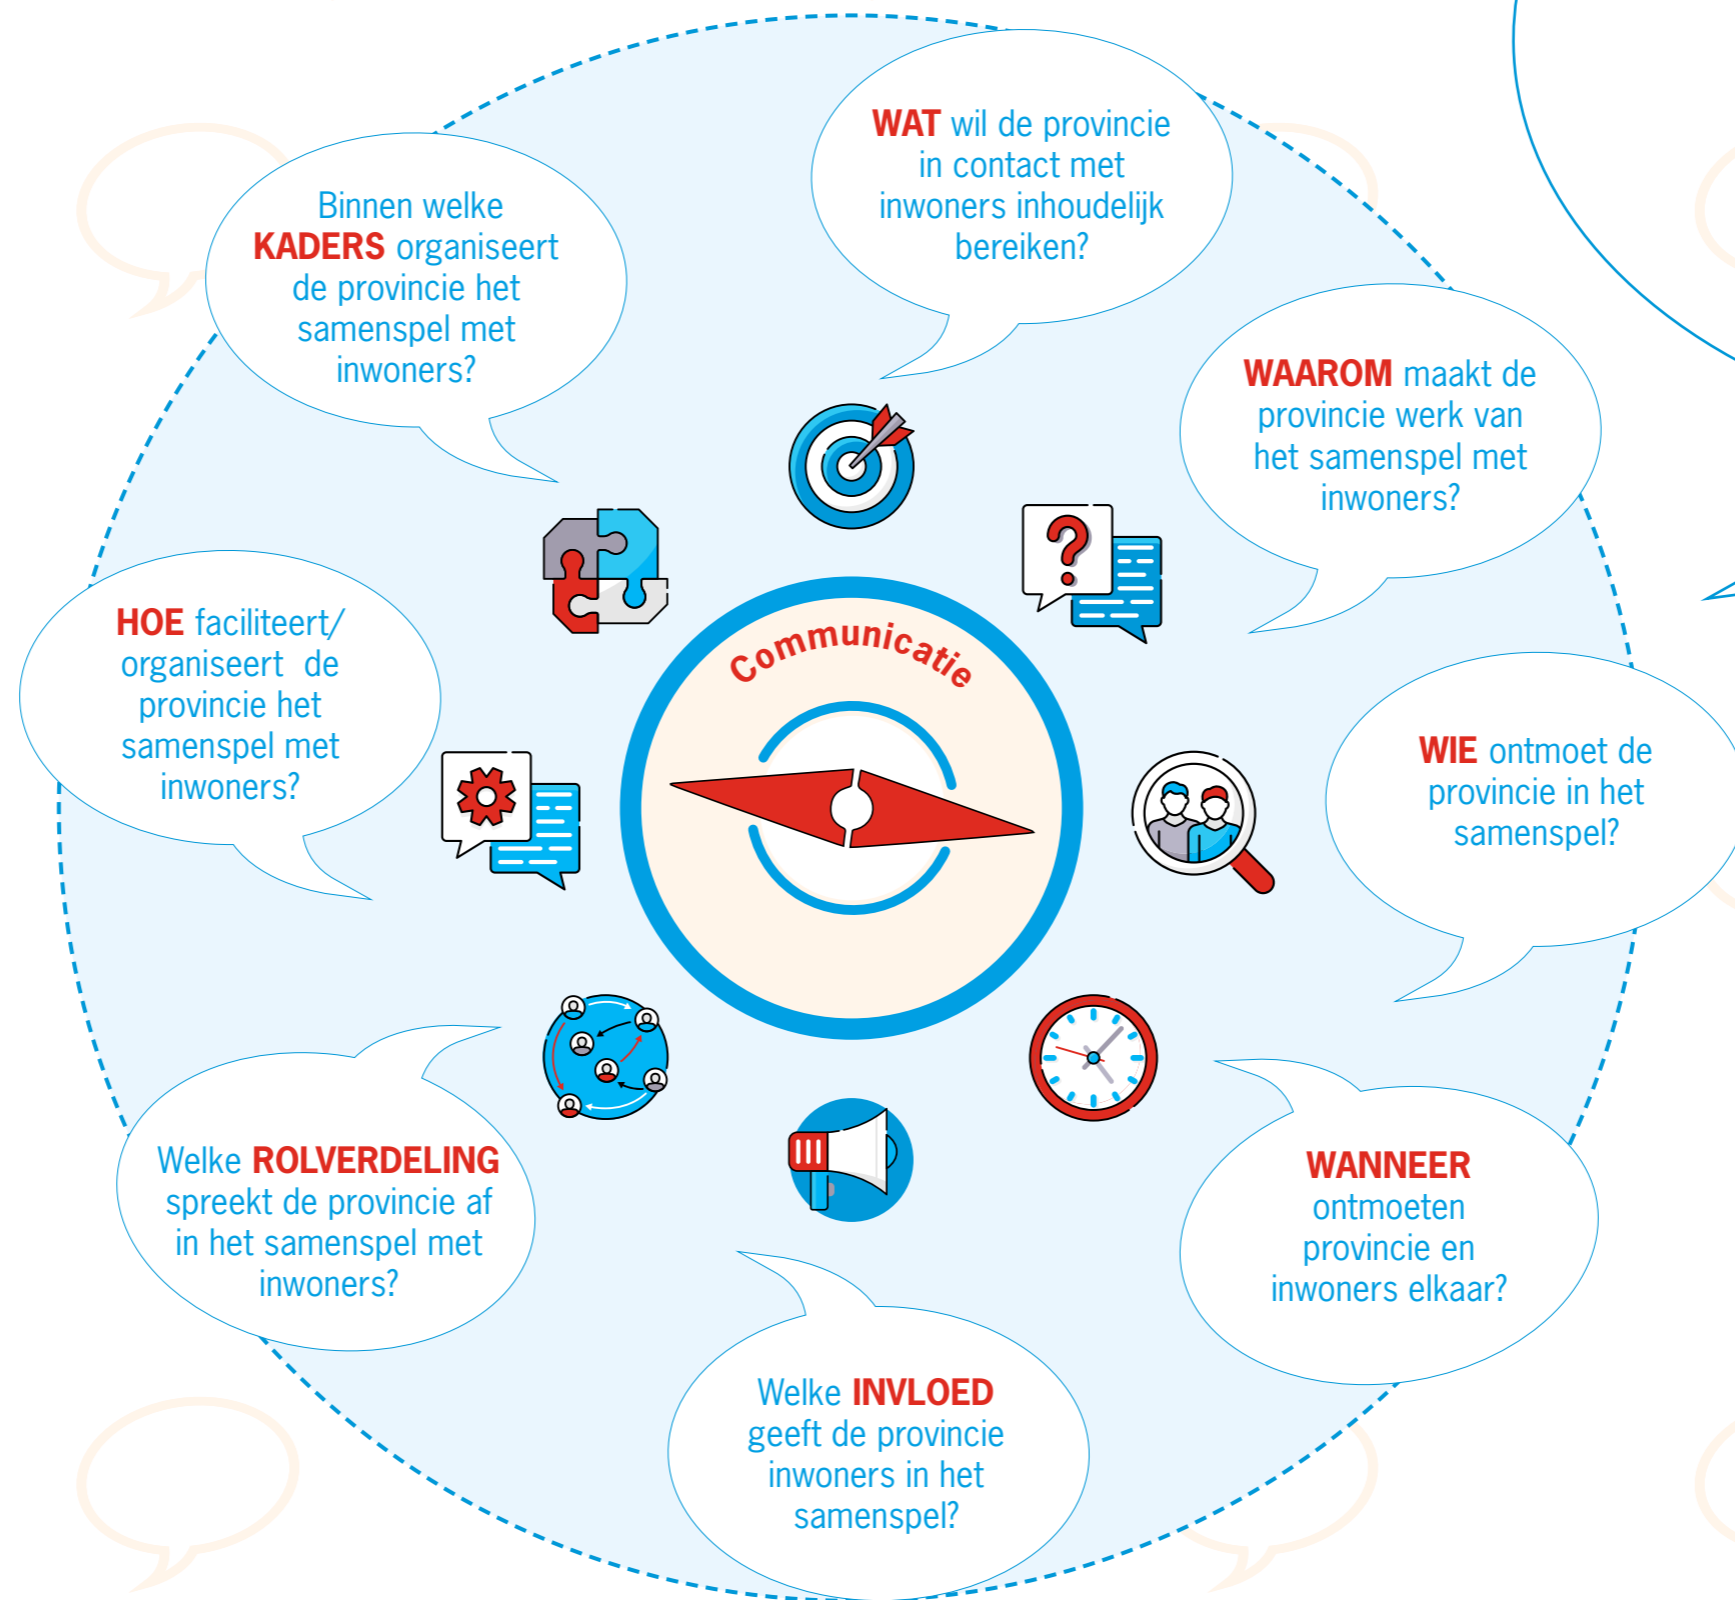 WAT wil de provincie
in contact met
inwoners inhoudelijk
bereiken?
WAAROM maakt de
provincie werk van
het samenspel met
inwoners?
WIE ontmoet de
provincie in het
samenspel?
WANNEER
ontmoeten
provincie en
inwoners elkaar?
Welke INVLOED
geeft de provincie
inwoners in het
samenspel?
Welke ROLVERDELING
spreekt de provincie af
in het samenspel met
inwoners?
HOE faciliteert/
organiseert de
provincie het
samenspel met
inwoners?
Binnen welke
KADERS organiseert
de provincie het
samenspel met
inwoners?
Communicatie